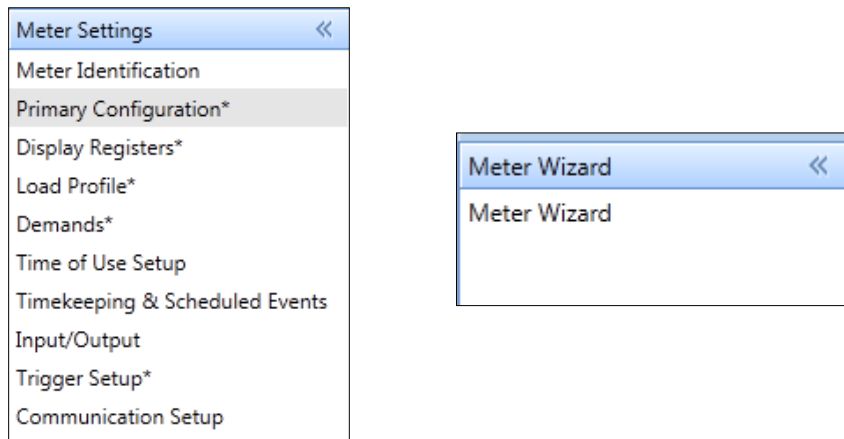 Meter Settings
Meter Identification
Primary Configuration*
Display Registers*
Load Profile*
Demands*
Time of Use Setup
Timekeeping & Scheduled Events
Input/Output
Trigger Setup*
Communication Setup
Meter Wizard
Meter Wizard